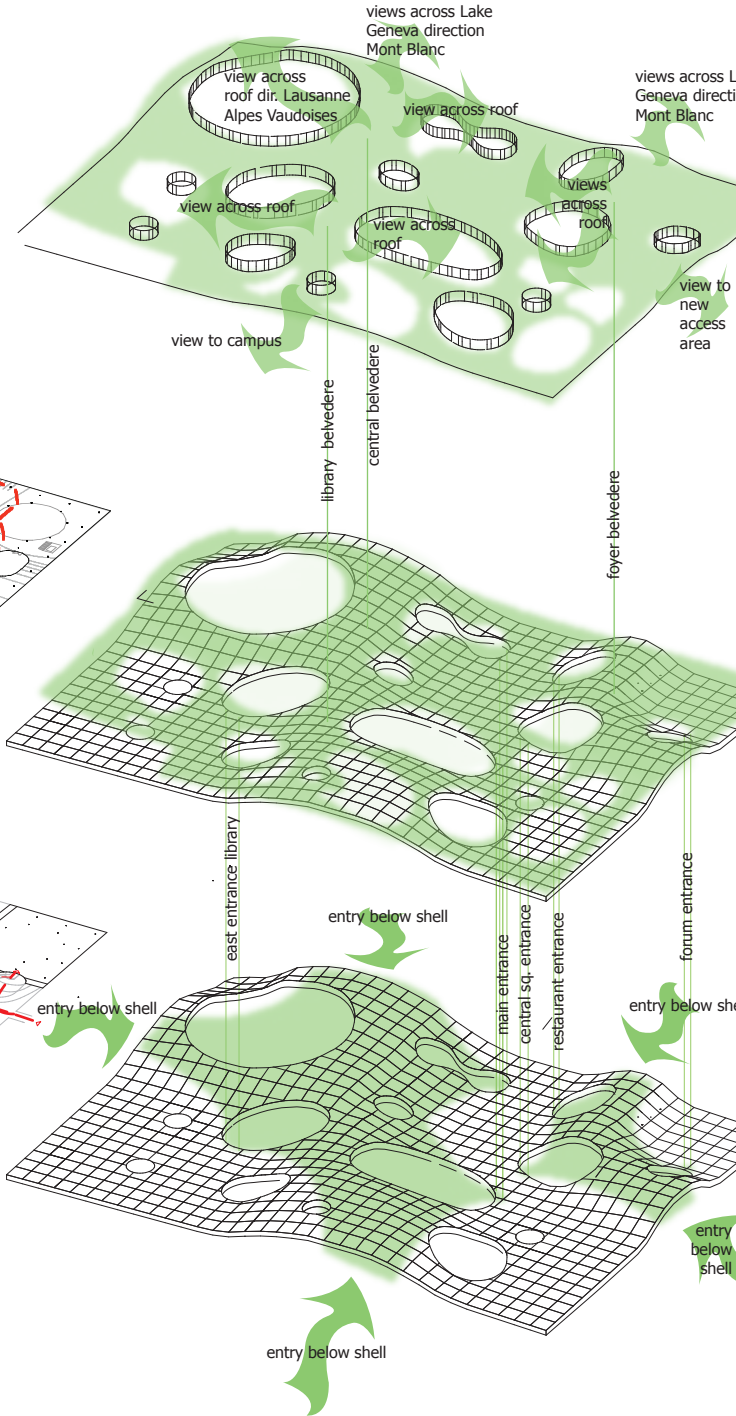 views across Lake
Geneva direction
Mont Blanc
view across
roof dir. Lausanne
Alpes Vaudoises
view across roof
views across L
Geneva directi
Mont Blanc
views
across
roof
view across roof
view across
roof
view to
new
access
area
view to campus
library belvedere
central belvedere
foyer belvedere
east entrance library
entry below shell
main entrance
central sq. entrance
restaurant entrance
forum entrance
entry below shell
entry below she
entry
below
shell
entry below shell